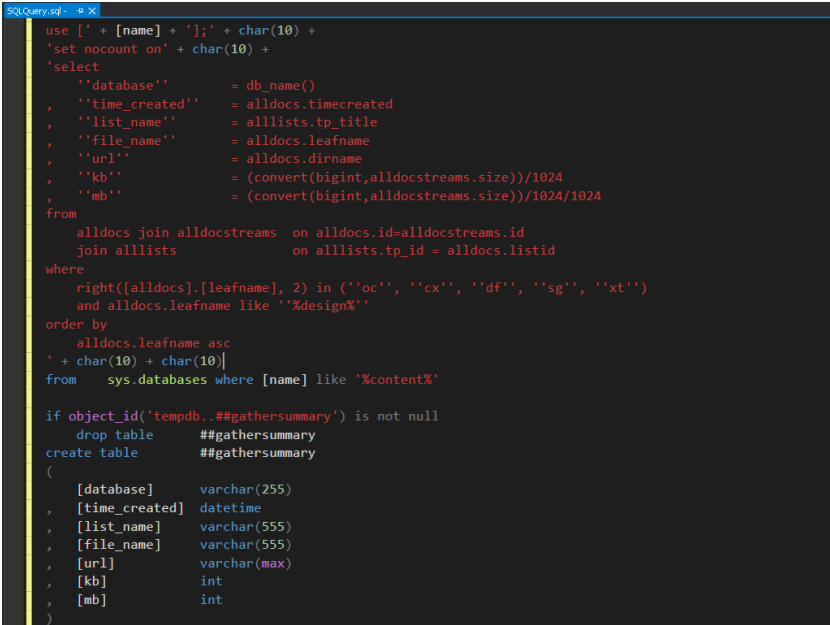 SQLQuery.sql -
use [' + [name] + '];' + char(10) +
'set nocount on' + char(10) +
'select
''database'' = db_name()
, ''time_created'' = alldocs.timecreated
, ''list_name'' = alllists.tp_title
, ''file_name'' = alldocs.leafname
, ''url'' = alldocs.dirname
, ''kb'' = (convert(bigint,alldocstreams.size))/1024
, ''mb'' = (convert(bigint,alldocstreams.size))/1024/1024
from
alldocs join alldocstreams on alldocs.id=alldocstreams.id
join alllists on alllists.tp_id = alldocs.listid
where
right([alldocs].[leafname], 2) in (''oc'', ''cx'', ''df'', ''sg'', ''xt'')
and alldocs.leafname like ''%design%''
order by
alldocs.leafname asc
' + char(10) + char(10)
from sys.databases where [name] like '%content%'
if object_id('tempdb..##gathersummary') is not null
drop table ##gathersummary
create table ##gathersummary
(
[database] varchar(255)
, [time_created] datetime
, [list_name] varchar(555)
, [file_name] varchar(555)
, [url] varchar(max)
, [kb] int
, [mb] int
)